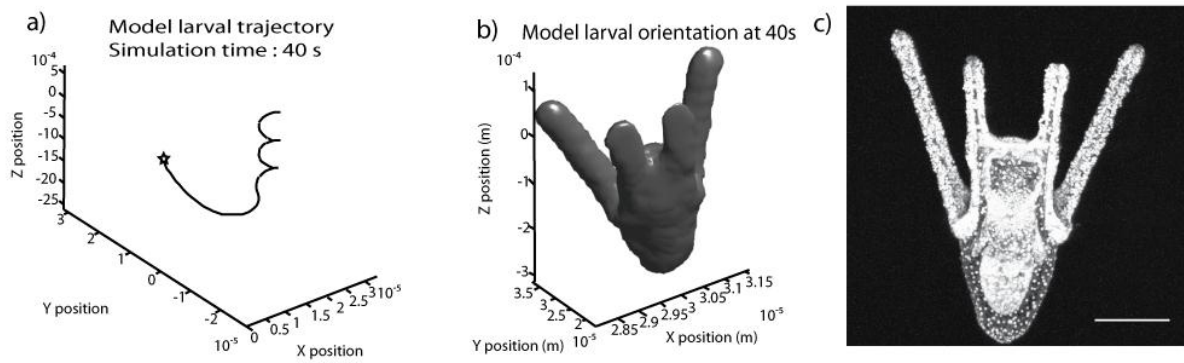 a)
Model larval trajectory
Simulation time : 40 s
10⁻⁴
5
0
-5
-10
-15
-20
-25
Z position
3
2
1
0
-1
-2
10⁻⁵
Y position
0 0.5 1 1.5 2 2.5 3 10⁻⁵
X position
b)
Model larval orientation at 40s
10⁻⁴
1
0
-1
-2
-3
Z position (m)
3.5
3
2.5
2
10⁻⁵
Y position (m)
2.85 2.9 2.95 3 3.05 3.1 3.15
10⁻⁵
X position (m)
c)